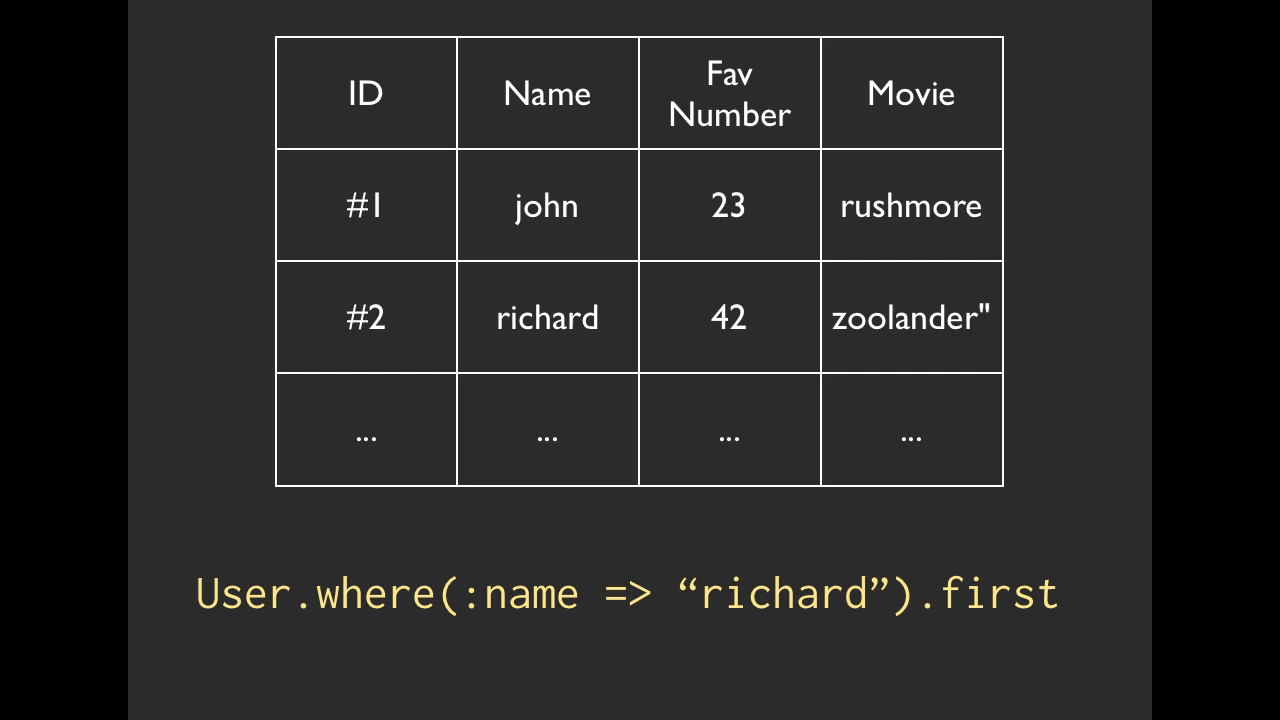 ID Name Fav Number Movie
#1 john 23 rushmore
#2 richard 42 zoolander"
... ... ... ...
User.where(:name => “richard”).first